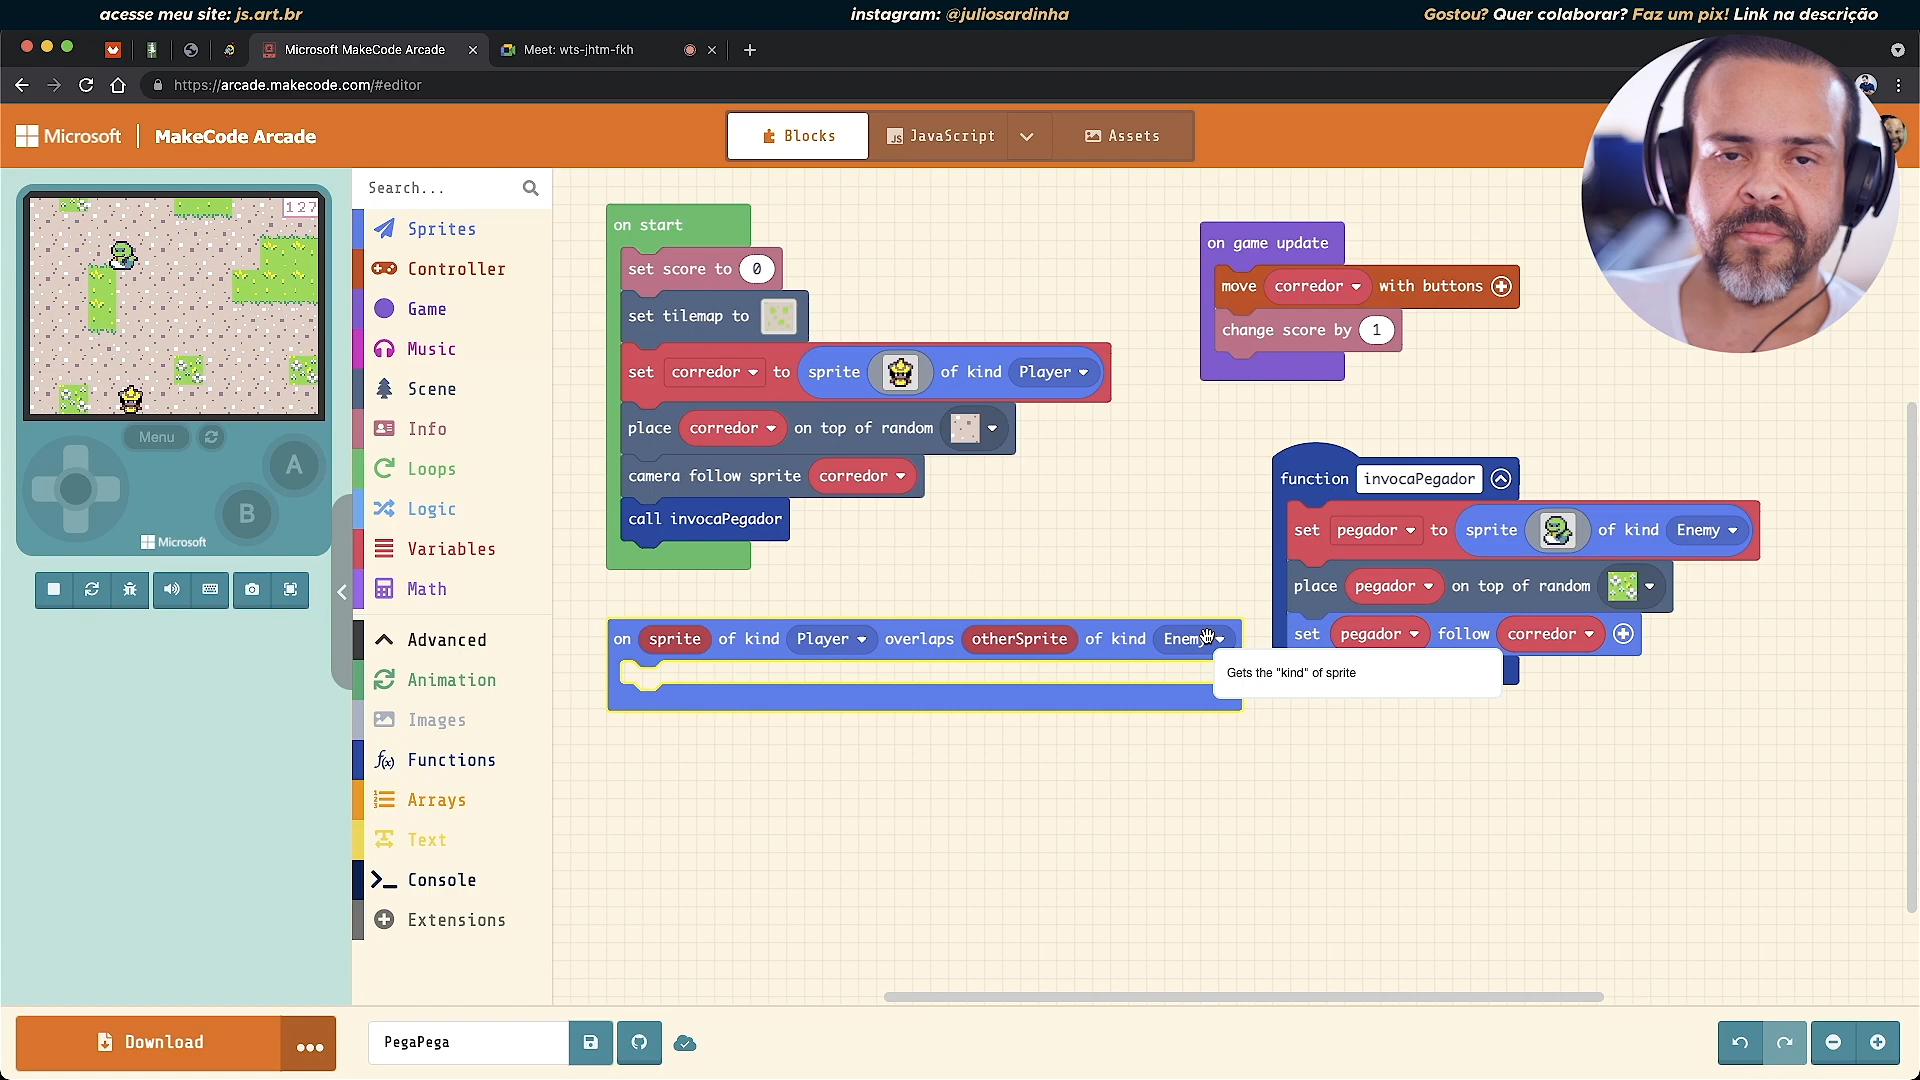 acesse meu site: js.art.br
instagram: @juliosardinha
Gostou? Quer colaborar? Faz um pix! Link na descrição
Microsoft MakeCode Arcade
Meet: wts-jhtm-fkh
https://arcade.makecode.com/#editor
Microsoft
MakeCode Arcade
Blocks
JS
JavaScript
Assets
127
Menu
A
B
Microsoft
Search...
Sprites
Controller
Game
Music
Scene
Info
Loops
Logic
Variables
Math
Advanced
Animation
Images
f(x) Functions
Arrays
Text
Console
Extensions
on start
set score to 0
set tilemap to
set corredor to sprite of kind Player
place corredor on top of random
camera follow sprite corredor
call invocaPegador
on game update
move corredor with buttons
change score by 1
function invocaPegador
set pegador to sprite of kind Enemy
place pegador on top of random
set pegador follow corredor
on sprite of kind Player overlaps otherSprite of kind Enemy
Gets the "kind" of sprite
Download
PegaPega